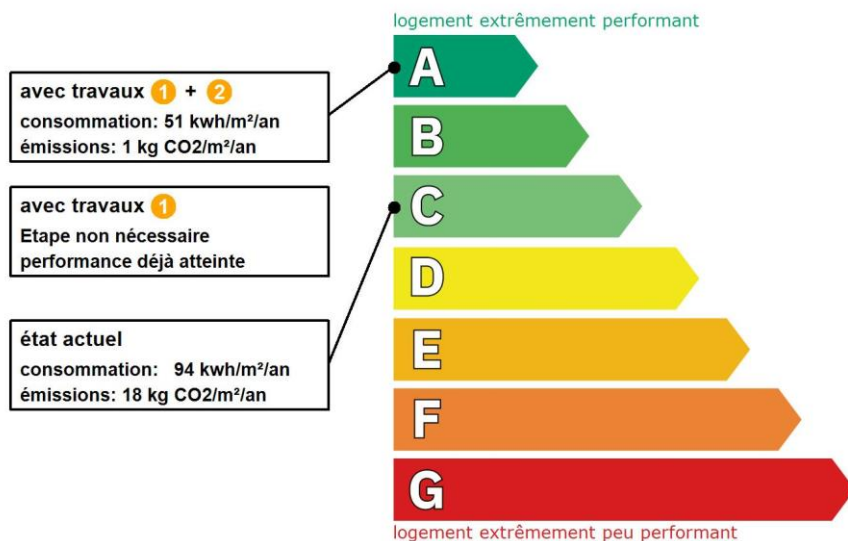 logement extrêmement performant
A
avec travaux 1 + 2
consommation: 51 kwh/m²/an
émissions: 1 kg CO2/m²/an
B
avec travaux 1
Etape non nécessaire
performance déjà atteinte
C
D
état actuel
consommation: 94 kwh/m²/an
émissions: 18 kg CO2/m²/an
E
F
G
logement extrêmement peu performant